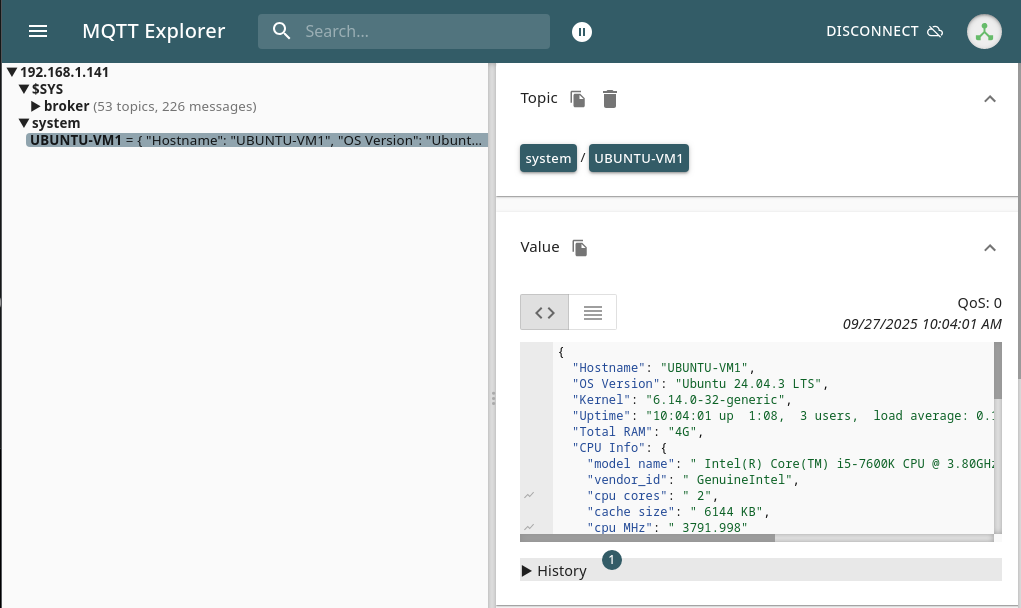 MQTT Explorer
Search...
DISCONNECT
192.168.1.141
$SYS
broker (53 topics, 226 messages)
system
UBUNTU-VM1 = { "Hostname": "UBUNTU-VM1", "OS Version": "Ubunt...
Topic
system / UBUNTU-VM1
Value
QoS: 0
09/27/2025 10:04:01 AM
{
"Hostname": "UBUNTU-VM1",
"OS Version": "Ubuntu 24.04.3 LTS",
"Kernel": "6.14.0-32-generic",
"Uptime": "10:04:01 up  1:08,  3 users,  load average: 0.1
"Total RAM": "4G",
"CPU Info": {
"model name": " Intel(R) Core(TM) i5-7600K CPU @ 3.80GHz
"vendor_id": " GenuineIntel",
"cpu cores": " 2",
"cache size": " 6144 KB",
"cpu MHz": " 3791.998"
History 1